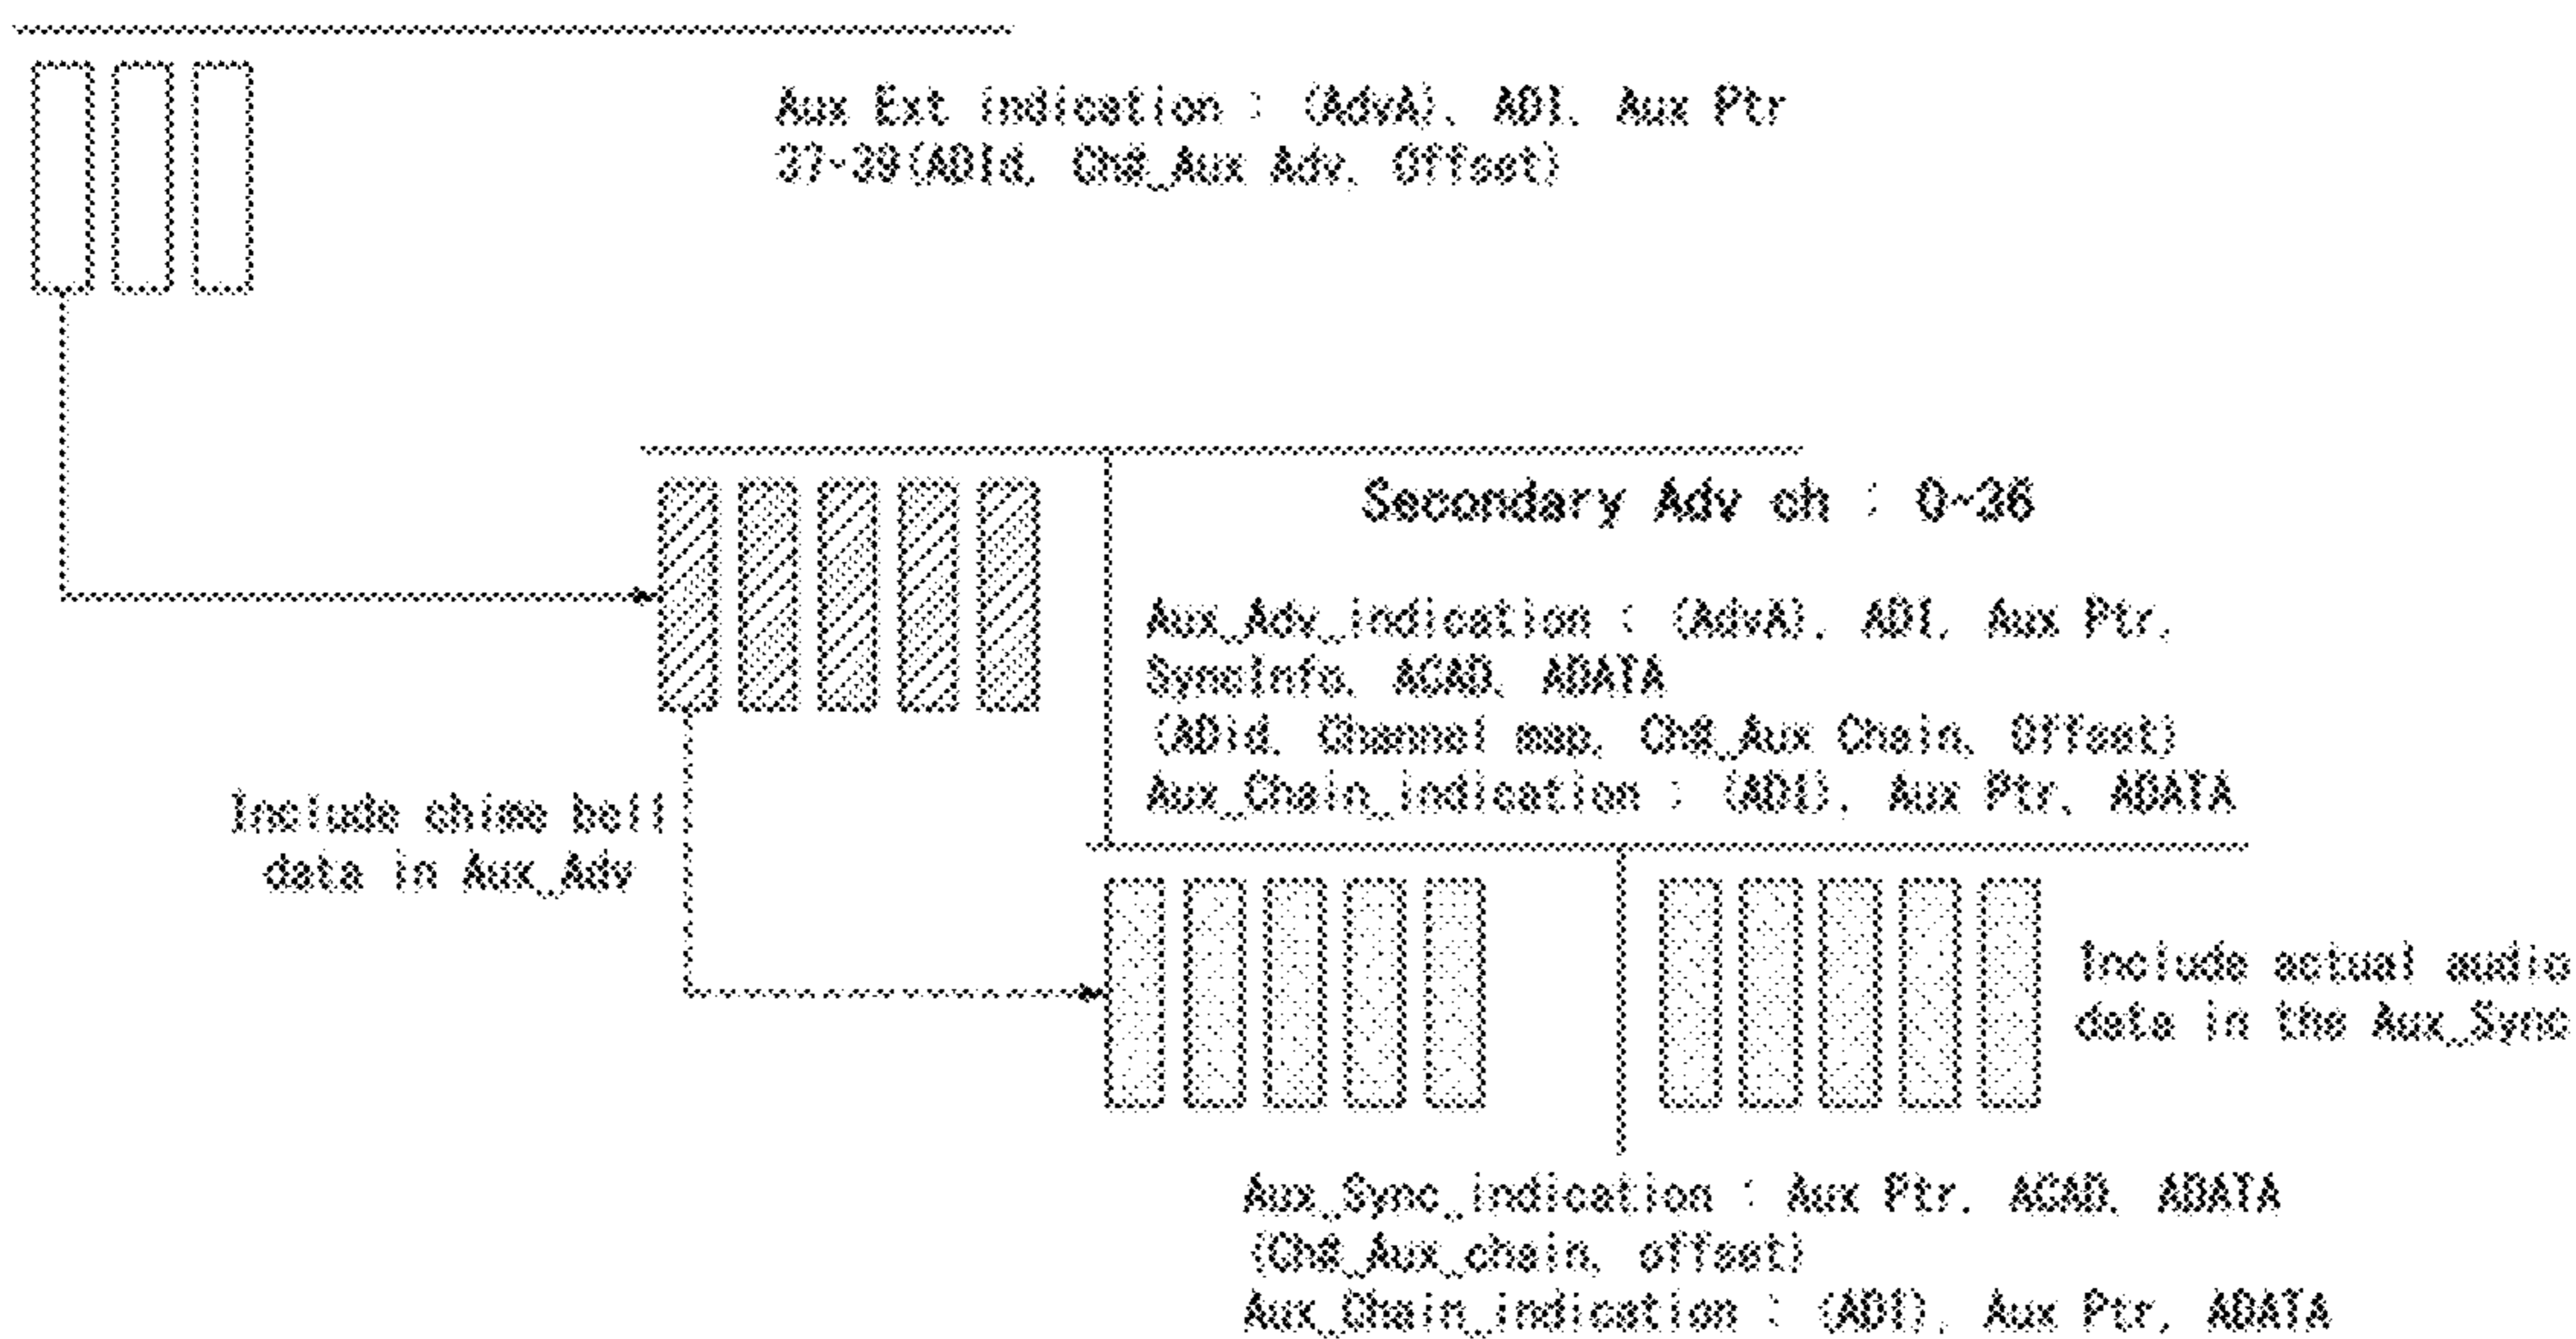 Aux Ext indication : (AdvA), ADI, Aux Ptr
37~39(ADId, Ch#_Aux Adv, Offset)
Secondary Adv ch : 0~36
Aux_Adv_indication : (AdvA), ADI, Aux Ptr,
SyncInfo, ACAD, ADATA
(ADid, Channel map, Ch#_Aux Chain, Offset)
Aux_Chain_indication : (ADI), Aux Ptr, ADATA
Include chime bell
data in Aux_Adv
Include actual audio
data in the Aux_Sync
Aux_Sync_indication : Aux Ptr, ACAD, ADATA
(Ch#_Aux_chain, offset)
Aux_Chain_indication : (ADI), Aux Ptr, ADATA